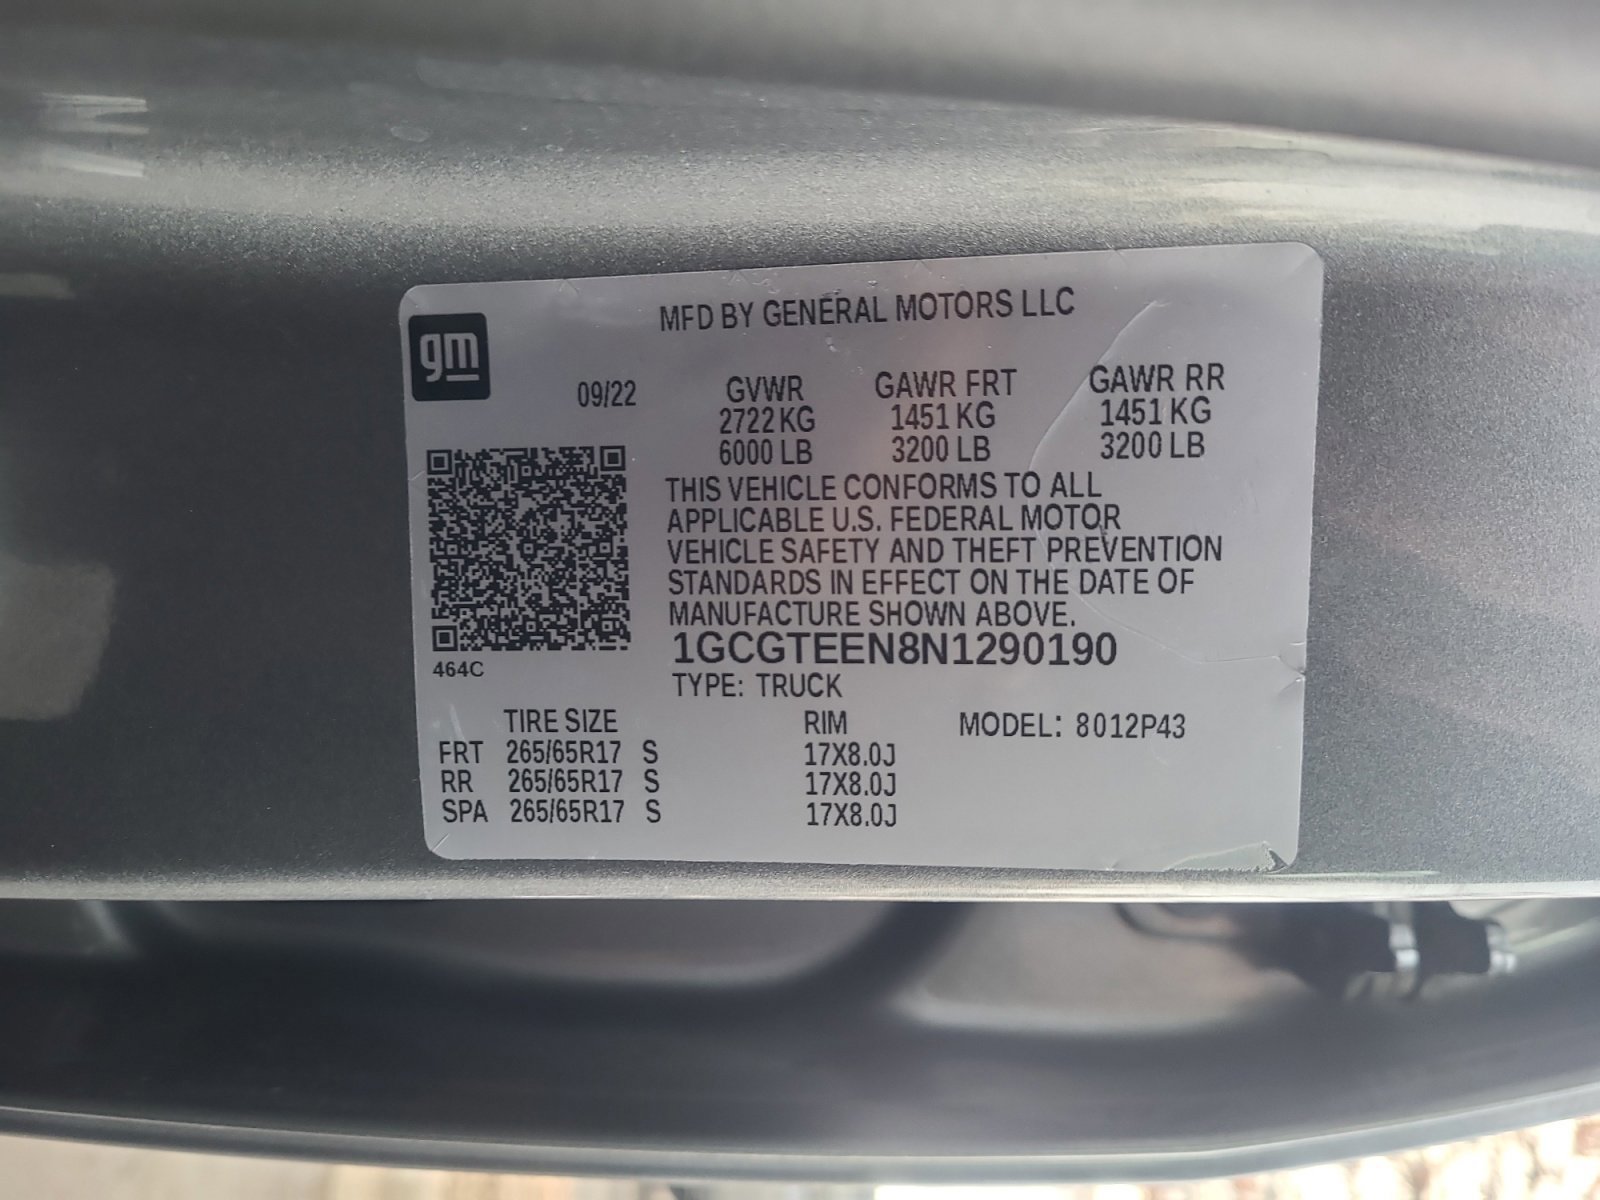 MFD BY GENERAL MOTORS LLC
gm
09/22 GVWR GAWR FRT GAWR RR
2722 KG 1451 KG 1451 KG
6000 LB 3200 LB 3200 LB
THIS VEHICLE CONFORMS TO ALL
APPLICABLE U.S. FEDERAL MOTOR
VEHICLE SAFETY AND THEFT PREVENTION
STANDARDS IN EFFECT ON THE DATE OF
MANUFACTURE SHOWN ABOVE.
1GCGTEEN8N1290190
464C
TYPE: TRUCK
TIRE SIZE RIM MODEL: 8012P43
FRT 265/65R17 S 17X8.0J
RR 265/65R17 S 17X8.0J
SPA 265/65R17 S 17X8.0J